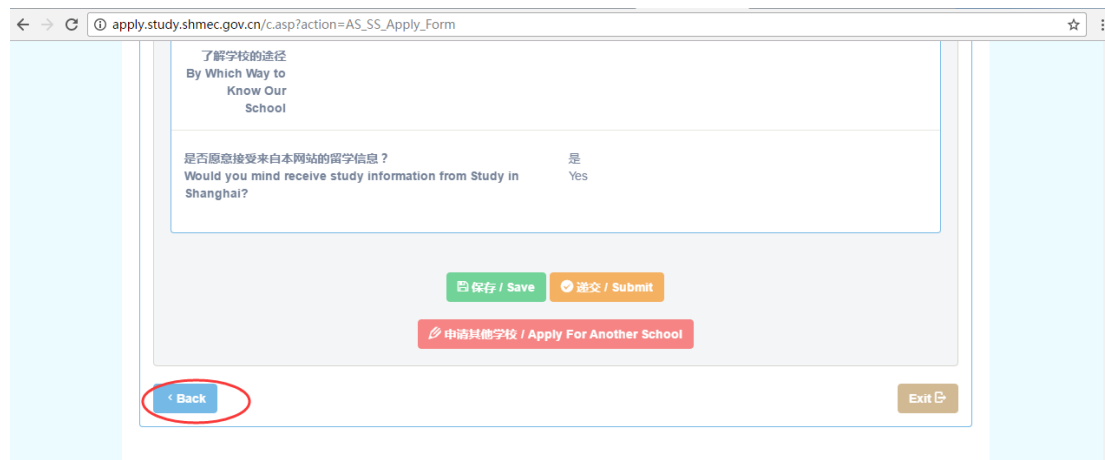 apply.study.shmec.gov.cn/c.asp?action=AS_SS_Apply_Form
了解学校的途径
By Which Way to
Know Our
School
是否愿意接受来自本网站的留学信息？
是
Would you mind receive study information from Study in
Yes
Shanghai?
保存 / Save
递交 / Submit
申请其他学校 / Apply For Another School
‹ Back
Exit